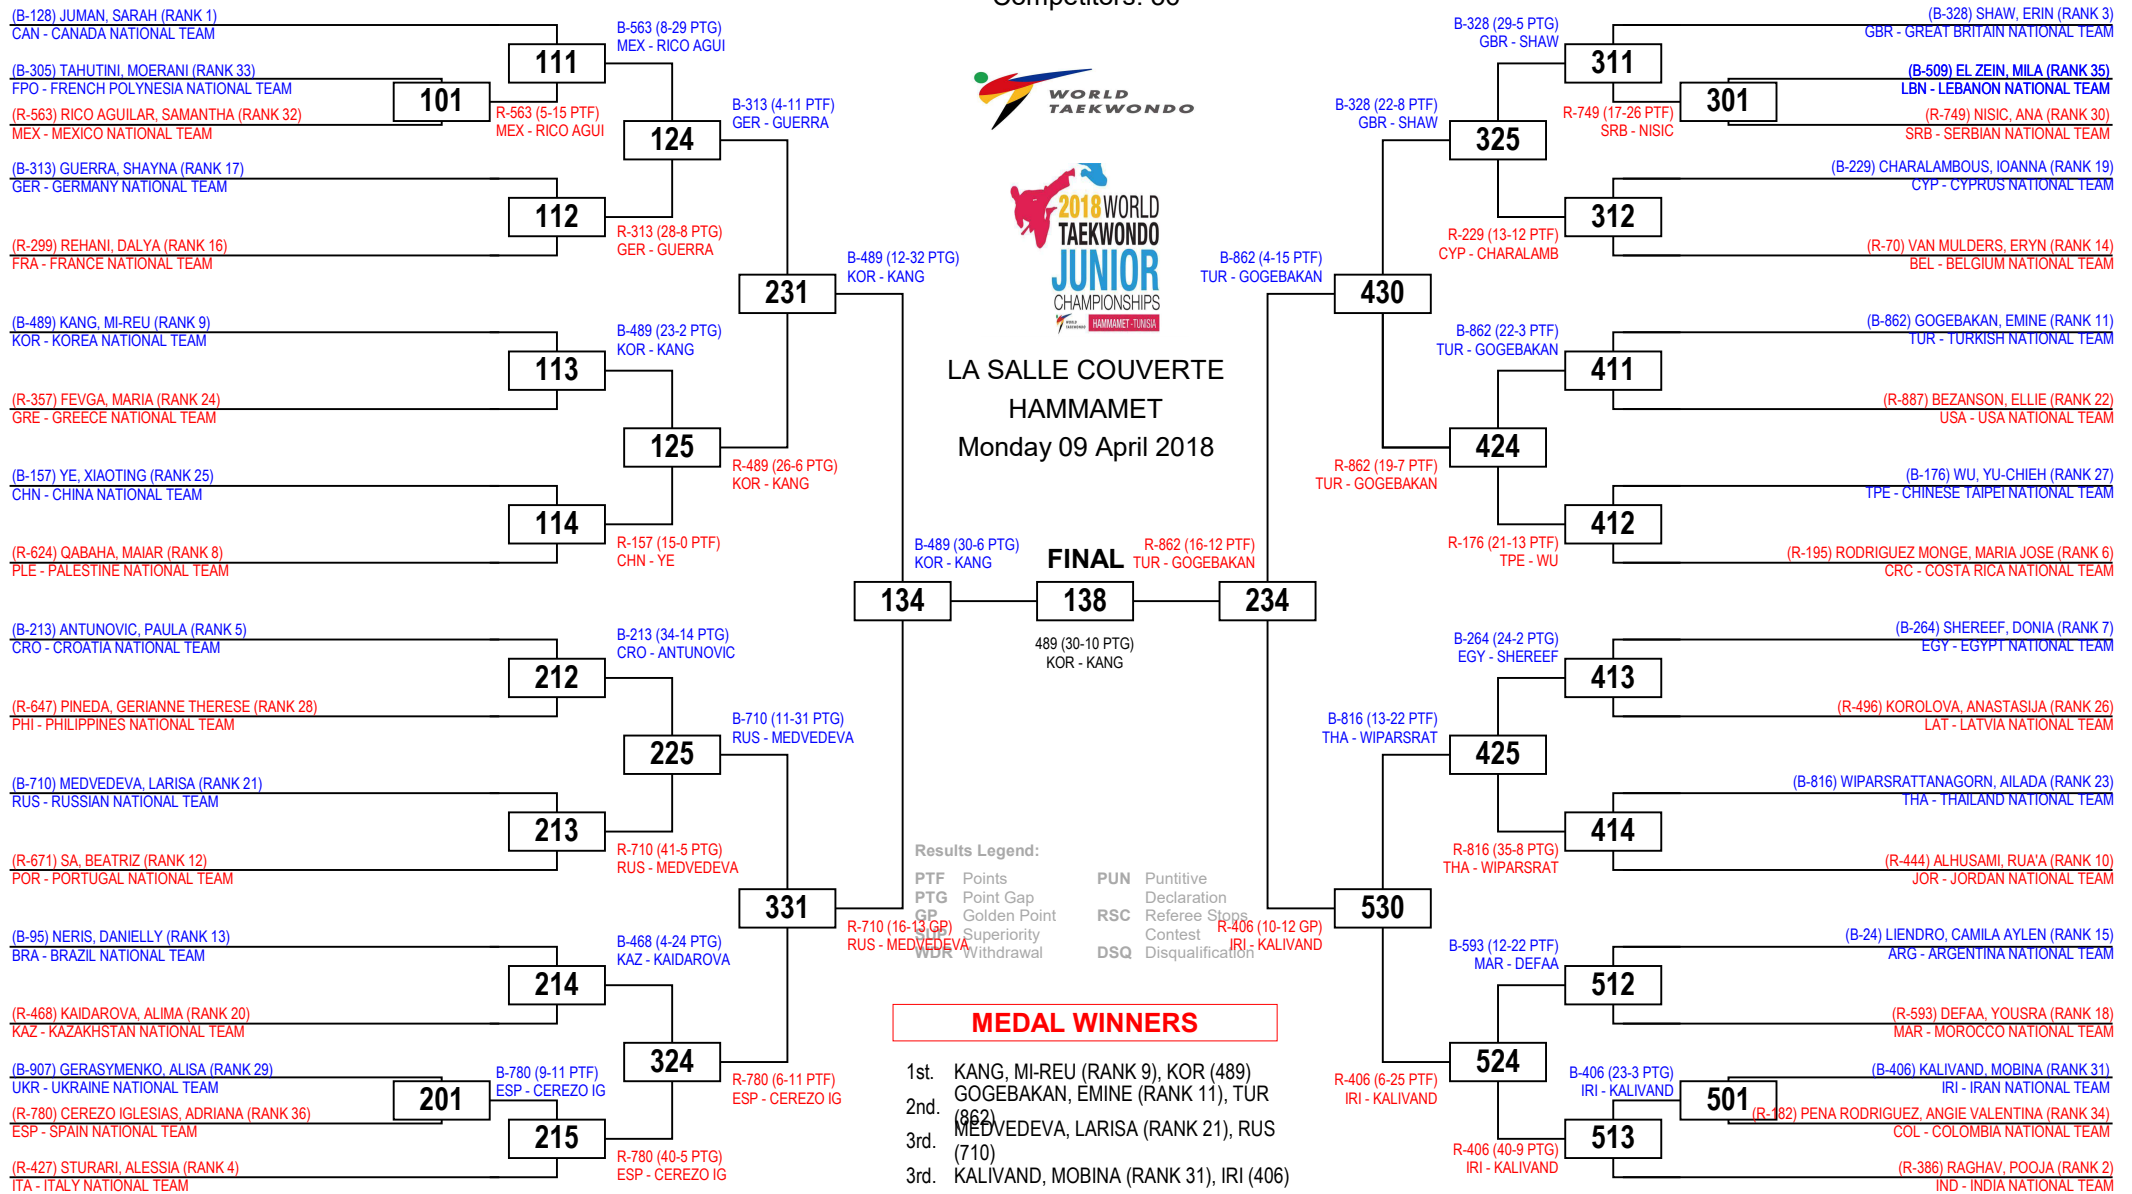 (B-128) JUMAN, SARAH (RANK 1)
CAN - CANADA NATIONAL TEAM
(B-305) TAHUTINI, MOERANI (RANK 33)
FPO - FRENCH POLYNESIA NATIONAL TEAM
(R-563) RICO AGUILAR, SAMANTHA (RANK 32)
MEX - MEXICO NATIONAL TEAM
(B-313) GUERRA, SHAYNA (RANK 17)
GER - GERMANY NATIONAL TEAM
(R-299) REHANI, DALYA (RANK 16)
FRA - FRANCE NATIONAL TEAM
(B-489) KANG, MI-REU (RANK 9)
KOR - KOREA NATIONAL TEAM
(R-357) FEVGA, MARIA (RANK 24)
GRE - GREECE NATIONAL TEAM
(B-157) YE, XIAOTING (RANK 25)
CHN - CHINA NATIONAL TEAM
(R-624) QABAHA, MAIAR (RANK 8)
PLE - PALESTINE NATIONAL TEAM
(B-213) ANTUNOVIC, PAULA (RANK 5)
CRO - CROATIA NATIONAL TEAM
(R-647) PINEDA, GERIANNE THERESE (RANK 28)
PHI - PHILIPPINES NATIONAL TEAM
(B-710) MEDVEDEVA, LARISA (RANK 21)
RUS - RUSSIAN NATIONAL TEAM
(R-671) SA, BEATRIZ (RANK 12)
POR - PORTUGAL NATIONAL TEAM
(B-95) NERIS, DANIELLY (RANK 13)
BRA - BRAZIL NATIONAL TEAM
(R-468) KAIDAROVA, ALIMA (RANK 20)
KAZ - KAZAKHSTAN NATIONAL TEAM
(B-907) GERASYMENKO, ALISA (RANK 29)
UKR - UKRAINE NATIONAL TEAM
(R-780) CEREZO IGLESIAS, ADRIANA (RANK 36)
ESP - SPAIN NATIONAL TEAM
(R-427) STURARI, ALESSIA (RANK 4)
ITA - ITALY NATIONAL TEAM
101
201
R-563 (5-15 PTF)
MEX - RICO AGUI
B-780 (9-11 PTF)
ESP - CEREZO IG
111
112
113
114
212
213
214
215
B-563 (8-29 PTG)
MEX - RICO AGUI
R-313 (28-8 PTG)
GER - GUERRA
B-489 (23-2 PTG)
KOR - KANG
R-157 (15-0 PTF)
CHN - YE
B-213 (34-14 PTG)
CRO - ANTUNOVIC
R-710 (41-5 PTG)
RUS - MEDVEDEVA
B-468 (4-24 PTG)
KAZ - KAIDAROVA
R-780 (40-5 PTG)
ESP - CEREZO IG
124
125
225
324
B-313 (4-11 PTF)
GER - GUERRA
R-489 (26-6 PTG)
KOR - KANG
B-710 (11-31 PTG)
RUS - MEDVEDEVA
R-780 (6-11 PTF)
ESP - CEREZO IG
231
331
B-489 (12-32 PTG)
KOR - KANG
R-710 (16-13 GP)
RUS - MEDVEDEVA
134
B-489 (30-6 PTG)
KOR - KANG
WORLD
TAEKWONDO
2018 WORLD
TAEKWONDO
JUNIOR
CHAMPIONSHIPS
WORLD
TAEKWONDO
HAMMAMET - TUNISIA
LA SALLE COUVERTE
HAMMAMET
Monday 09 April 2018
FINAL
138
489 (30-10 PTG)
KOR - KANG
Results Legend:
PTF Points
PTG Point Gap
GP Golden Point
SUP Superiority
WDR Withdrawal
PUN Puntitive
Declaration
RSC Referee Stops
Contest
DSQ Disqualification
MEDAL WINNERS
1st. KANG, MI-REU (RANK 9), KOR (489)
2nd. GOGEBAKAN, EMINE (RANK 11), TUR
(862)
3rd. MEDVEDEVA, LARISA (RANK 21), RUS
(710)
3rd. KALIVAND, MOBINA (RANK 31), IRI (406)
R-862 (16-12 PTF)
TUR - GOGEBAKAN
234
B-862 (4-15 PTF)
TUR - GOGEBAKAN
R-406 (10-12 GP)
IRI - KALIVAND
430
530
B-328 (22-8 PTF)
GBR - SHAW
R-862 (19-7 PTF)
TUR - GOGEBAKAN
B-816 (13-22 PTF)
THA - WIPARSRAT
R-406 (6-25 PTF)
IRI - KALIVAND
325
424
425
524
B-328 (29-5 PTG)
GBR - SHAW
R-229 (13-12 PTF)
CYP - CHARALAMB
B-862 (22-3 PTF)
TUR - GOGEBAKAN
R-176 (21-13 PTF)
TPE - WU
B-264 (24-2 PTG)
EGY - SHEREEF
R-816 (35-8 PTG)
THA - WIPARSRAT
B-593 (12-22 PTF)
MAR - DEFAA
R-406 (40-9 PTG)
IRI - KALIVAND
311
312
411
412
413
414
512
513
R-749 (17-26 PTF)
SRB - NISIC
B-406 (23-3 PTG)
IRI - KALIVAND
301
501
(B-328) SHAW, ERIN (RANK 3)
GBR - GREAT BRITAIN NATIONAL TEAM
(B-509) EL ZEIN, MILA (RANK 35)
LBN - LEBANON NATIONAL TEAM
(R-749) NISIC, ANA (RANK 30)
SRB - SERBIAN NATIONAL TEAM
(B-229) CHARALAMBOUS, IOANNA (RANK 19)
CYP - CYPRUS NATIONAL TEAM
(R-70) VAN MULDERS, ERYN (RANK 14)
BEL - BELGIUM NATIONAL TEAM
(B-862) GOGEBAKAN, EMINE (RANK 11)
TUR - TURKISH NATIONAL TEAM
(R-887) BEZANSON, ELLIE (RANK 22)
USA - USA NATIONAL TEAM
(B-176) WU, YU-CHIEH (RANK 27)
TPE - CHINESE TAIPEI NATIONAL TEAM
(R-195) RODRIGUEZ MONGE, MARIA JOSE (RANK 6)
CRC - COSTA RICA NATIONAL TEAM
(B-264) SHEREEF, DONIA (RANK 7)
EGY - EGYPT NATIONAL TEAM
(R-496) KOROLOVA, ANASTASIJA (RANK 26)
LAT - LATVIA NATIONAL TEAM
(B-816) WIPARSRATTANAGORN, AILADA (RANK 23)
THA - THAILAND NATIONAL TEAM
(R-444) ALHUSAMI, RUA'A (RANK 10)
JOR - JORDAN NATIONAL TEAM
(B-24) LIENDRO, CAMILA AYLEN (RANK 15)
ARG - ARGENTINA NATIONAL TEAM
(R-593) DEFAA, YOUSRA (RANK 18)
MAR - MOROCCO NATIONAL TEAM
(B-406) KALIVAND, MOBINA (RANK 31)
IRI - IRAN NATIONAL TEAM
(R-182) PENA RODRIGUEZ, ANGIE VALENTINA (RANK 34)
COL - COLOMBIA NATIONAL TEAM
(R-386) RAGHAV, POOJA (RANK 2)
IND - INDIA NATIONAL TEAM